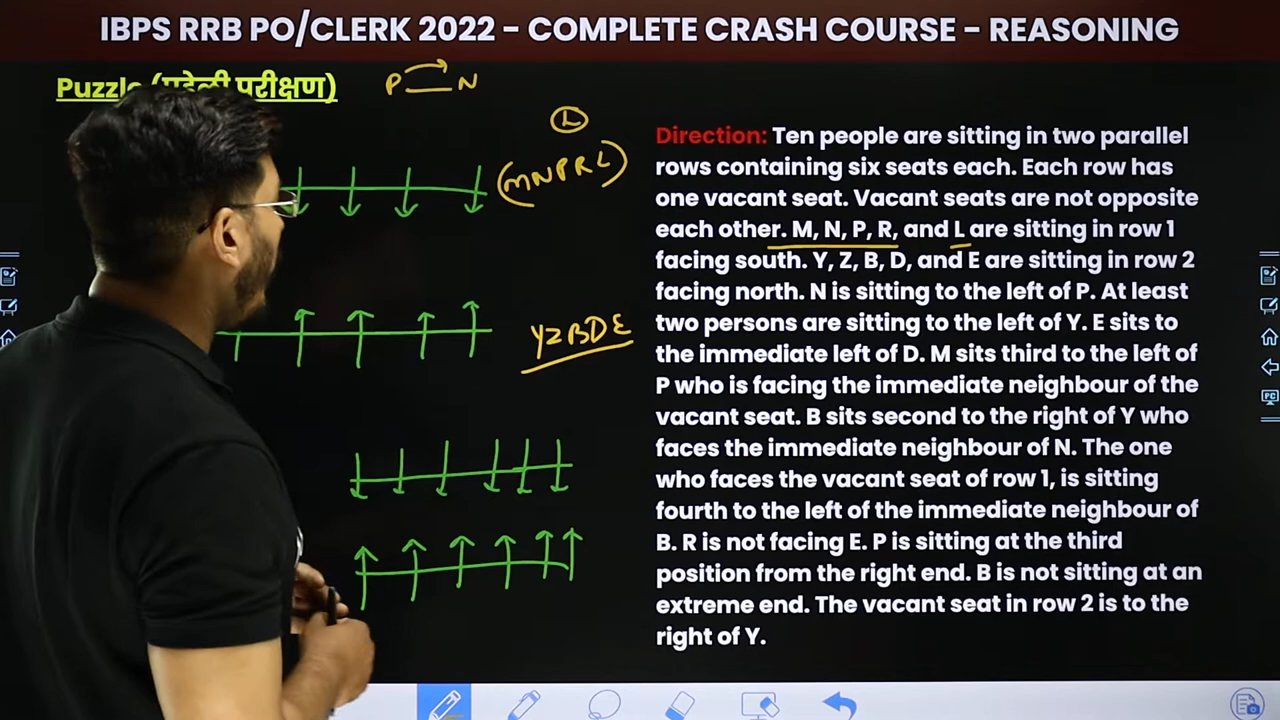 IBPS RRB PO/CLERK 2022 - COMPLETE CRASH COURSE - REASONING
Puzzle परीक्षण)
P N
L
(MNPRL)
Direction: Ten people are sitting in two parallel
rows containing six seats each. Each row has
one vacant seat. Vacant seats are not opposite
each other. M, N, P, R, and L are sitting in row 1
facing south. Y, Z, B, D, and E are sitting in row 2
facing north. N is sitting to the left of P. At least
two persons are sitting to the left of Y. E sits to
the immediate left of D. M sits third to the left of
P who is facing the immediate neighbour of the
vacant seat. B sits second to the right of Y who
faces the immediate neighbour of N. The one
who faces the vacant seat of row 1, is sitting
fourth to the left of the immediate neighbour of
B. R is not facing E. P is sitting at the third
position from the right end. B is not sitting at an
extreme end. The vacant seat in row 2 is to the
right of Y.
YZBDE